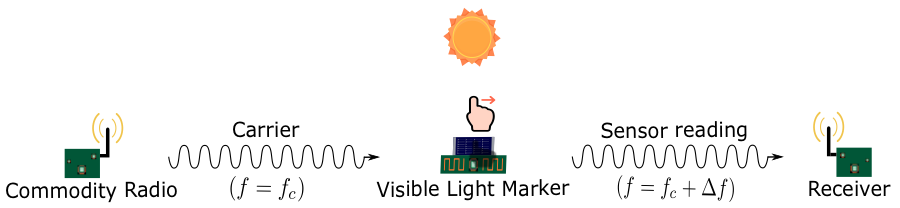 Carrier
Sensor reading
(f = f_c)
(f = f_c + Δf)
Commodity Radio
Visible Light Marker
Receiver